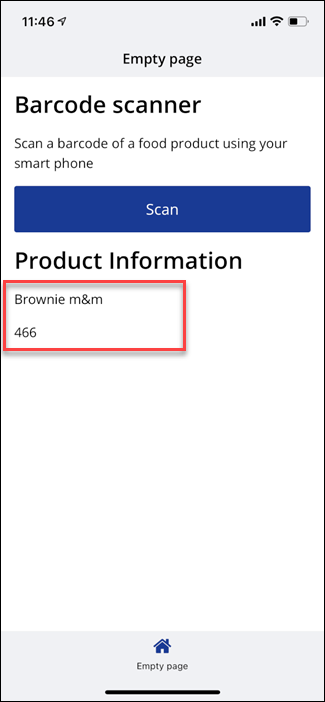 11:46
Empty page
Barcode scanner
Scan a barcode of a food product using your
smart phone
Scan
Product Information
Brownie m&m
466
Empty page